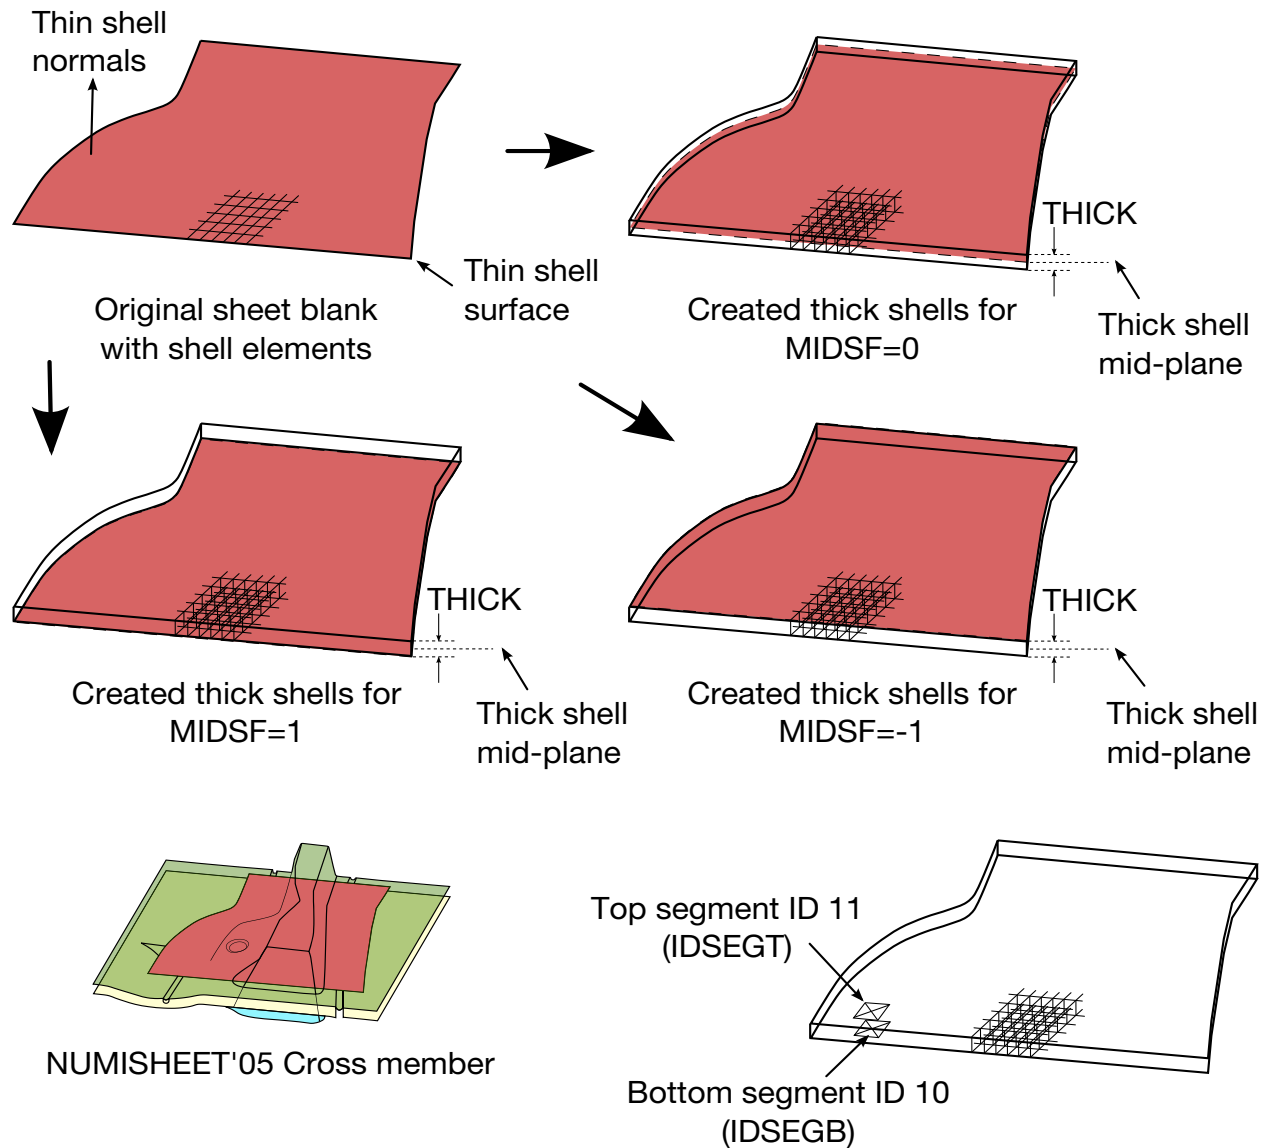 Thin shell
normals
Thin shell
surface
Original sheet blank
with shell elements
THICK
Created thick shells for
MIDSF=0
Thick shell
mid-plane
THICK
Created thick shells for
MIDSF=1
Thick shell
mid-plane
THICK
Created thick shells for
MIDSF=-1
Thick shell
mid-plane
NUMISHEET'05 Cross member
Top segment ID 11
(IDSEGT)
Bottom segment ID 10
(IDSEGB)